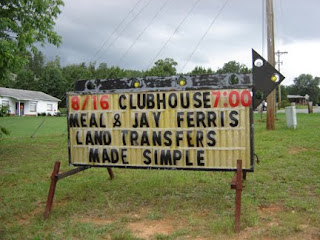 8/16 CLUBHOUSE 7:00
MEAL & JAY FERRIS
LAND TRANSFERS
MADE SIMPLE